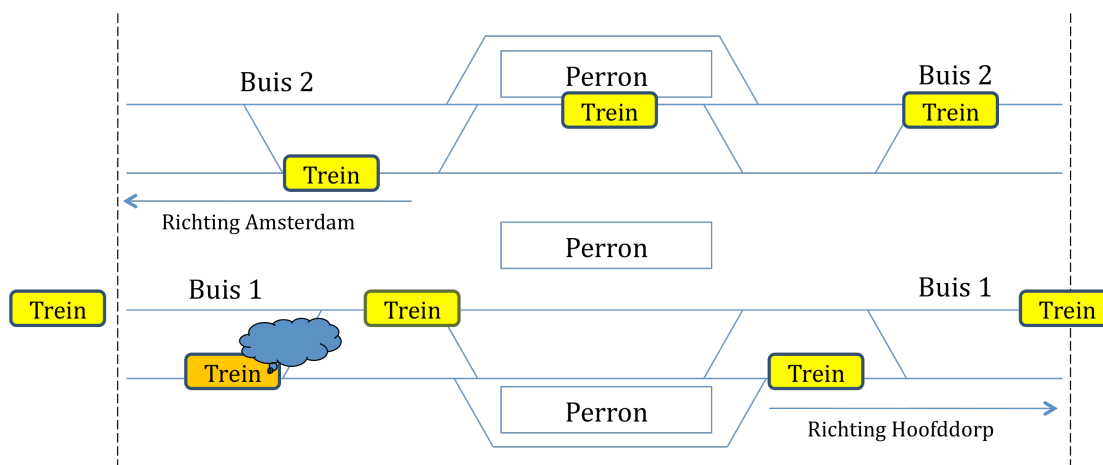 Buis 2
Perron
Buis 2
Trein
Trein
Trein
Richting Amsterdam
Perron
Buis 1
Buis 1
Trein
Trein
Trein
Trein
Trein
Perron
Richting Hoofddorp